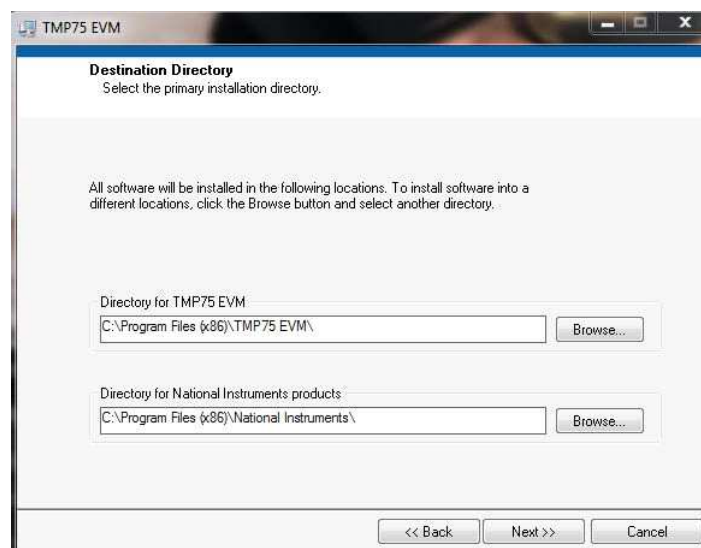 TMP75 EVM
Destination Directory
Select the primary installation directory.
All software will be installed in the following locations. To install software into a
different locations, click the Browse button and select another directory.
Directory for TMP75 EVM
C:\Program Files (x86)\TMP75 EVM\
Browse...
Directory for National Instruments products
C:\Program Files (x86)\National Instruments\
Browse...
<< Back
Next >>
Cancel